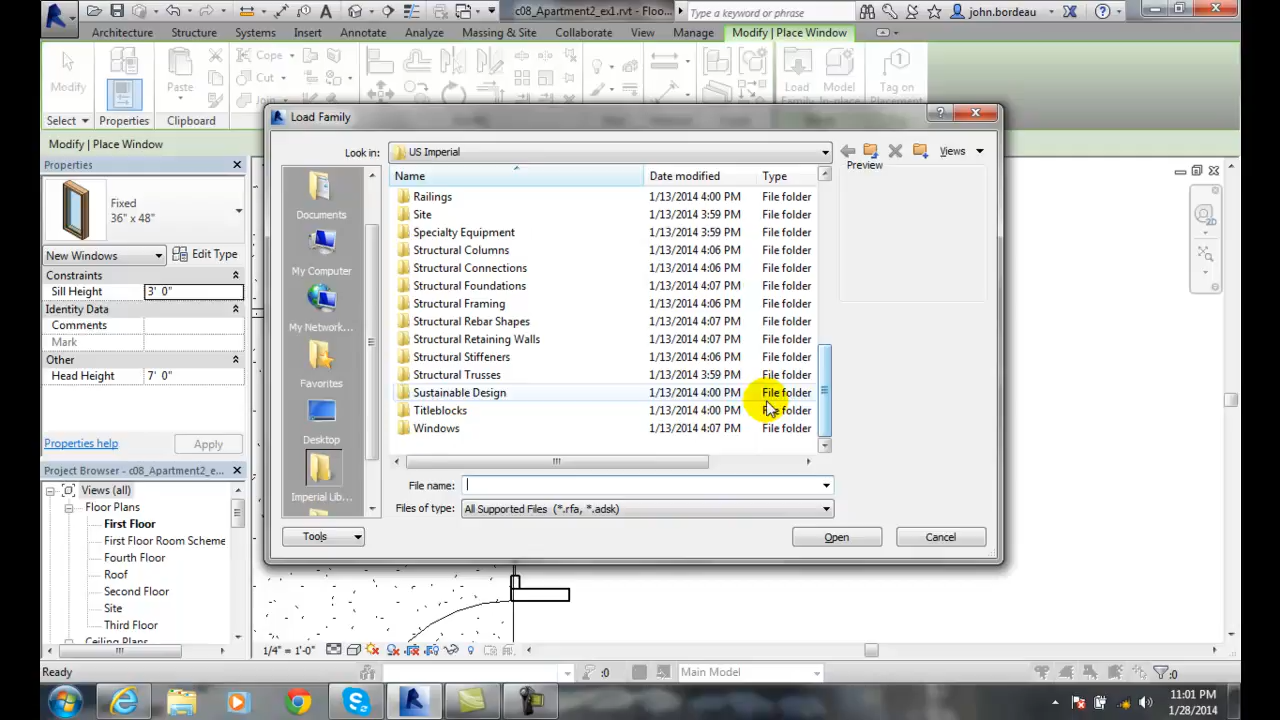 c08_Apartment2_ex1.rvt - Floo...
Type a keyword or phrase
john.bordeau
Architecture Structure Systems Insert Annotate Analyze Massing & Site Collaborate View Manage Modify | Place Window
Modify
Paste
Cope
Cut
Join
Load Family
Model In-place
Tag on Placement
Select Properties Clipboard
Modify | Place Window
Properties
Fixed
36" x 48"
New Windows Edit Type
Constraints
Sill Height 3' 0"
Identity Data
Comments
Mark
Other
Head Height 7' 0"
Properties help Apply
Project Browser - c08_Apartment2_e...
Views (all)
Floor Plans
First Floor
First Floor Room Scheme
Fourth Floor
Roof
Second Floor
Site
Third Floor
Ceiling Plans
Load Family
Look in: US Imperial Views
Preview
Documents
My Computer
My Network...
Favorites
Desktop
Imperial Lib...
Name Date modified Type
Railings 1/13/2014 4:00 PM File folder
Site 1/13/2014 3:59 PM File folder
Specialty Equipment 1/13/2014 3:59 PM File folder
Structural Columns 1/13/2014 4:06 PM File folder
Structural Connections 1/13/2014 4:06 PM File folder
Structural Foundations 1/13/2014 4:07 PM File folder
Structural Framing 1/13/2014 4:06 PM File folder
Structural Rebar Shapes 1/13/2014 4:07 PM File folder
Structural Retaining Walls 1/13/2014 4:07 PM File folder
Structural Stiffeners 1/13/2014 4:06 PM File folder
Structural Trusses 1/13/2014 3:59 PM File folder
Sustainable Design 1/13/2014 4:00 PM File folder
Titleblocks 1/13/2014 4:00 PM File folder
Windows 1/13/2014 4:07 PM File folder
File name:
Files of type: All Supported Files (*.rfa, *.adsk)
Tools Open Cancel
1/4" = 1'-0"
Ready :0 Main Model :0
11:01 PM
1/28/2014